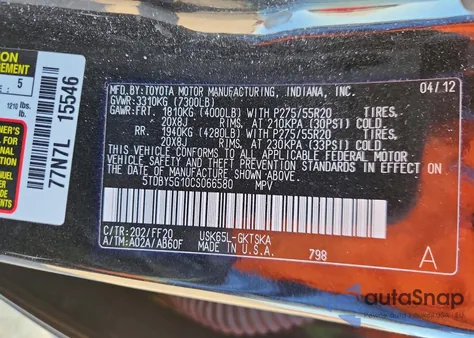 MFD.BY:TOYOTA MOTOR MANUFACTURING, INDIANA, INC. 04/12
GVWR:3310KG (7300LB)
GAWR:FRT. 1810KG (4000LB) WITH P275/55R20 TIRES,
20X8J RIMS, AT 210KPA (30PSI) COLD
RR. 1940KG (4280LB) WITH P275/55R20 TIRES,
20X8J RIMS, AT 230KPA (33PSI) COLD
THIS VEHICLE CONFORMS TO ALL APPLICABLE FEDERAL MOTOR
VEHICLE SAFETY AND THEFT PREVENTION STANDARDS IN EFFECT ON
THE DATE OF MANUFACTURE SHOWN ABOVE.
5TDBY5G10CS066580 MPV
C/TR:202/FF20 USK65L-GKTSKA
A/TM:A02A/AB60F MADE IN U.S.A. 798 A
5
1210 lbs.
lb.
77N7L 15546
autoSnap